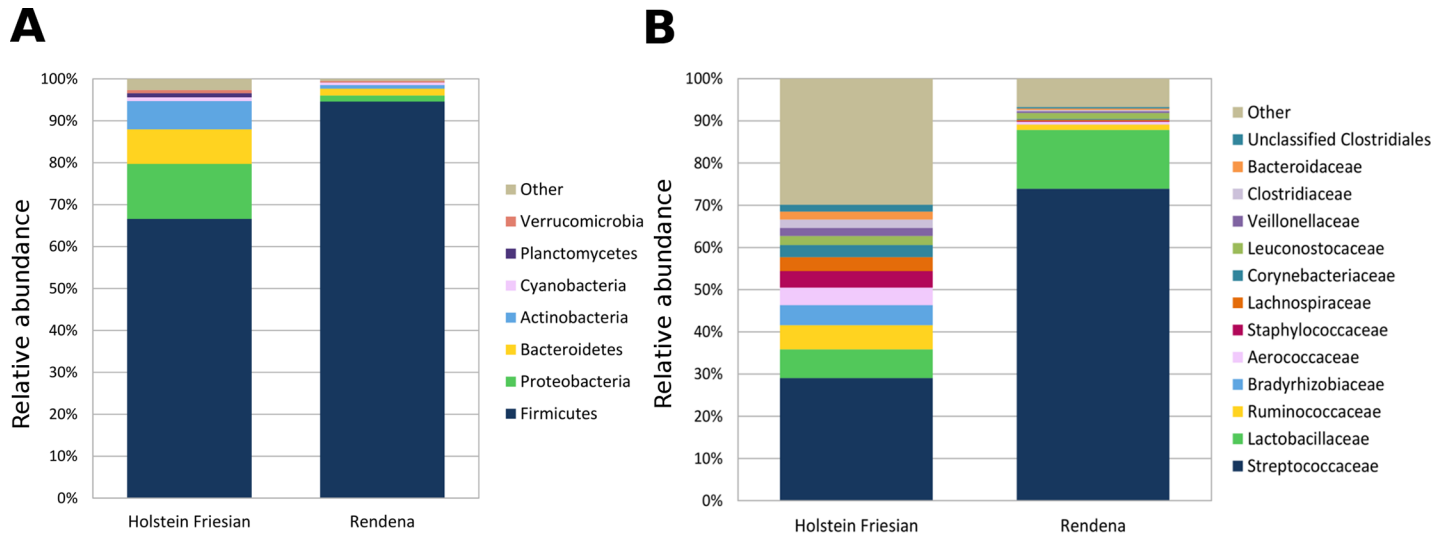 A
Relative abundance
100%
90%
80%
70%
60%
50%
40%
30%
20%
10%
0%
Holstein Friesian
Rendena
Other
Verrucomicrobia
Planctomycetes
Cyanobacteria
Actinobacteria
Bacteroidetes
Proteobacteria
Firmicutes
B
Relative abundance
100%
90%
80%
70%
60%
50%
40%
30%
20%
10%
0%
Holstein Friesian
Rendena
Other
Unclassified Clostridiales
Bacteroidaceae
Clostridiaceae
Veillonellaceae
Leuconostocaceae
Corynebacteriaceae
Lachnospiraceae
Staphylococcaceae
Aerococcaceae
Bradyrhizobiaceae
Ruminococcaceae
Lactobacillaceae
Streptococcaceae